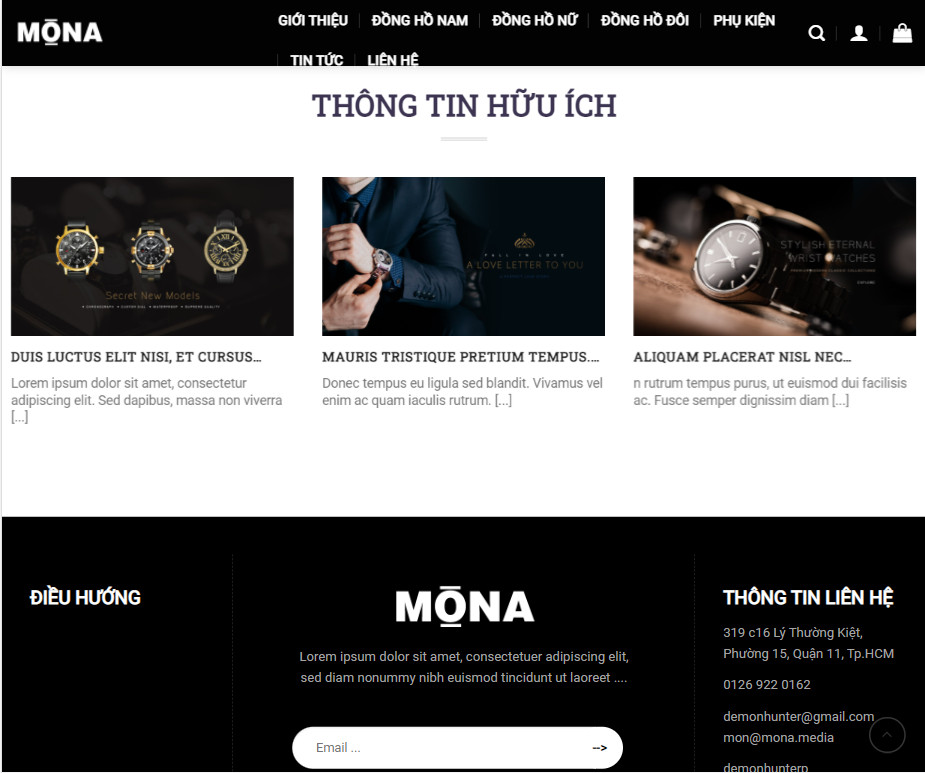 MONA
GIỚI THIỆU
ĐỒNG HỒ NAM
ĐỒNG HỒ NỮ
ĐỒNG HỒ ĐÔI
PHỤ KIỆN
TIN TỨC
LIÊN HỆ
THÔNG TIN HỮU ÍCH
Secret New Models
FALL IN LOVE
A LOVE LETTER TO YOU
STYLISH ETERNAL
WRIST WATCHES
DUIS LUCTUS ELIT NISI, ET CURSUS...
Lorem ipsum dolor sit amet, consectetur
adipiscing elit. Sed dapibus, massa non viverra
[...]
MAURIS TRISTIQUE PRETIUM TEMPUS....
Donec tempus eu ligula sed blandit. Vivamus vel
enim ac quam iaculis rutrum. [...]
ALIQUAM PLACERAT NISL NEC...
n rutrum tempus purus, ut euismod dui facilisis
ac. Fusce semper dignissim diam [...]
ĐIỀU HƯỚNG
MONA
Lorem ipsum dolor sit amet, consectetuer adipiscing elit,
sed diam nonummy nibh euismod tincidunt ut laoreet ....
Email ...
-->
THÔNG TIN LIÊN HỆ
319 c16 Lý Thường Kiệt,
Phường 15, Quận 11, Tp.HCM
0126 922 0162
demonhunter@gmail.com
mon@mona.media
demonhunterp